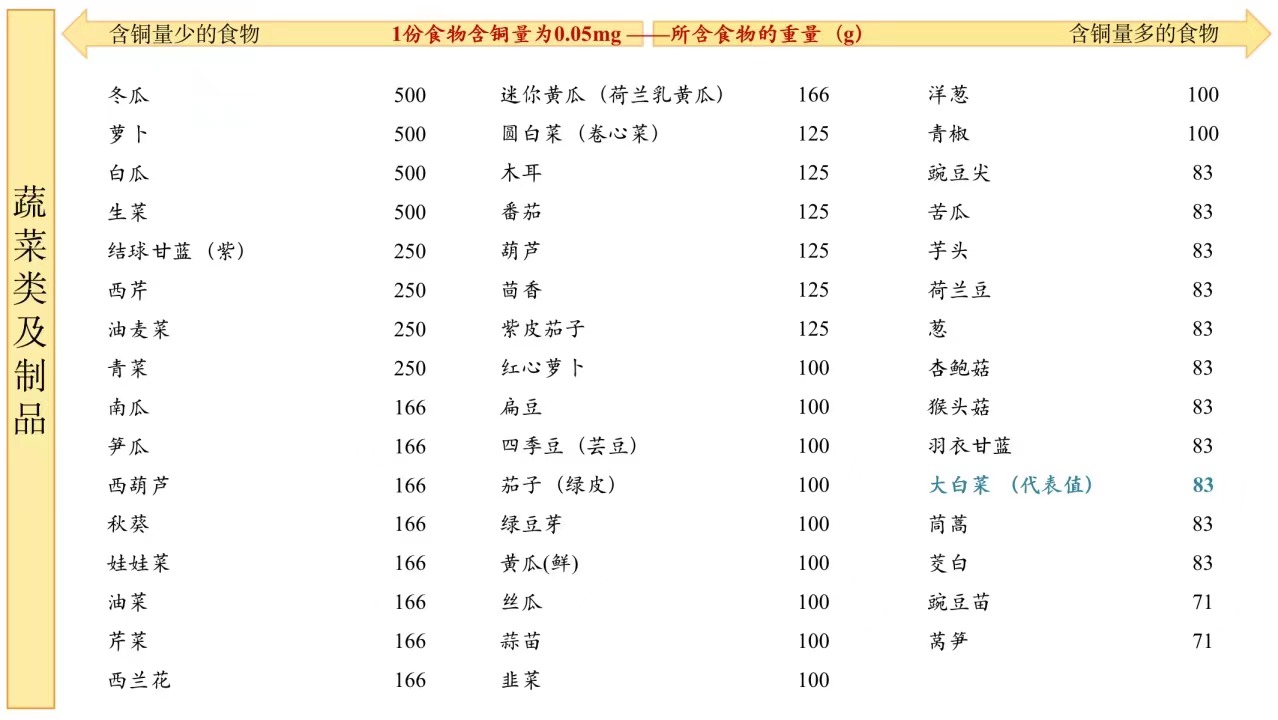 蔬菜类及制品
含铜量少的食物 1份食物含铜量为0.05mg ——所含食物的重量（g） 含铜量多的食物
冬瓜 500 迷你黄瓜（荷兰乳黄瓜） 166 洋葱 100
萝卜 500 圆白菜（卷心菜） 125 青椒 100
白瓜 500 木耳 125 豌豆尖 83
生菜 500 番茄 125 苦瓜 83
结球甘蓝（紫） 250 葫芦 125 芋头 83
西芹 250 茴香 125 荷兰豆 83
油麦菜 250 紫皮茄子 125 葱 83
青菜 250 红心萝卜 100 杏鲍菇 83
南瓜 166 扁豆 100 猴头菇 83
笋瓜 166 四季豆（芸豆） 100 羽衣甘蓝 83
西葫芦 166 茄子（绿皮） 100 大白菜（代表值） 83
秋葵 166 绿豆芽 100 茼蒿 83
娃娃菜 166 黄瓜(鲜) 100 茭白 83
油菜 166 丝瓜 100 豌豆苗 71
芹菜 166 蒜苗 100 莴笋 71
西兰花 166 韭菜 100